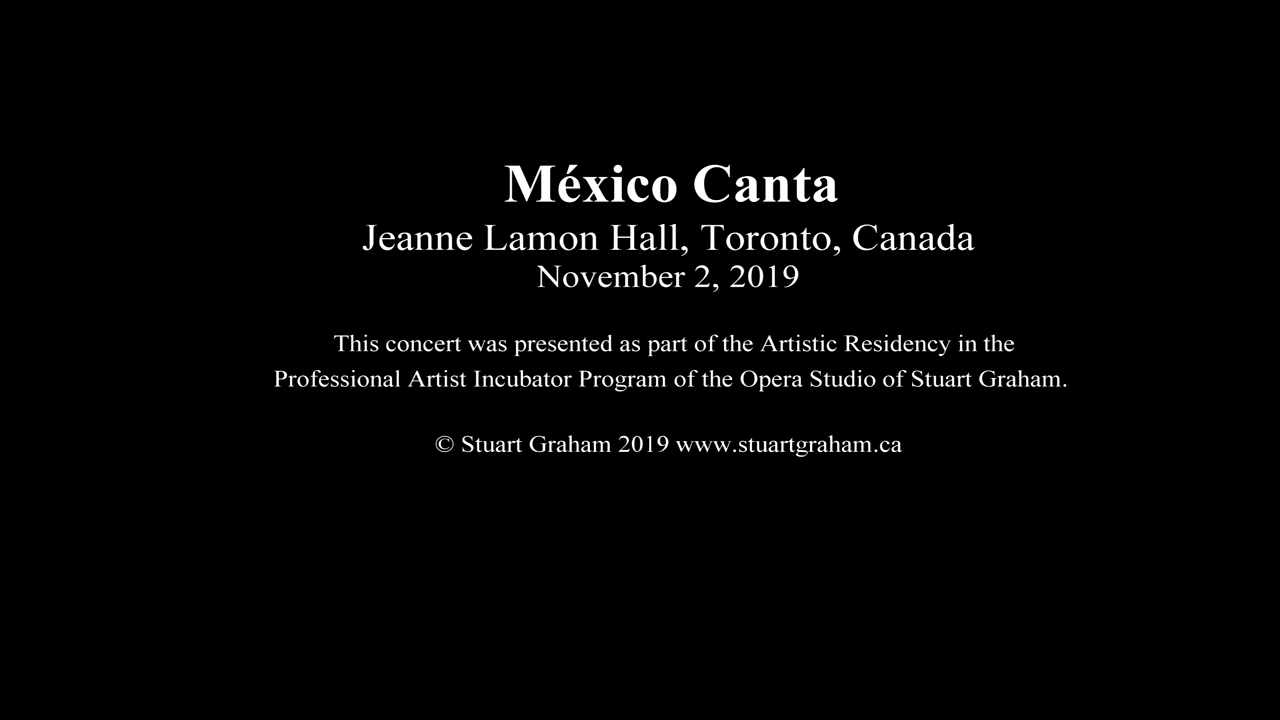 México Canta
Jeanne Lamon Hall, Toronto, Canada
November 2, 2019
This concert was presented as part of the Artistic Residency in the
Professional Artist Incubator Program of the Opera Studio of Stuart Graham.
© Stuart Graham 2019 www.stuartgraham.ca